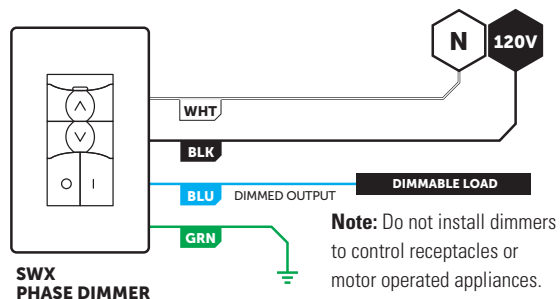 N
120V
WHT
BLK
BLU
DIMMED OUTPUT
DIMMABLE LOAD
GRN
O
I
Note: Do not install dimmers
to control receptacles or
motor operated appliances.
SWX
PHASE DIMMER